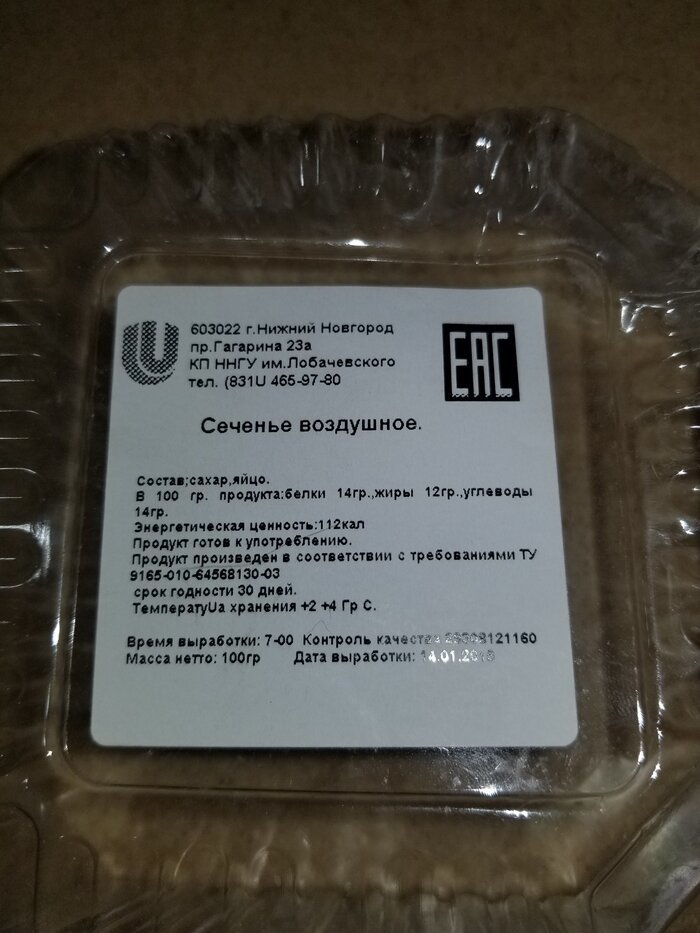 603022 г.Нижний Новгород
пр.Гагарина 23а
КП ННГУ им.Лобачевского
тел. (831U 465-97-80
EAC
Сеченье воздушное.
Состав;сахар,яйцо.
В 100 гр. продукта:белки 14гр.,жиры 12гр.,углеводы
14гр.
Энергетическая ценность:112кал
Продукт готов к употреблению.
Продукт произведен в соответствии с требованиями ТУ
9165-010-64568130-03
срок годности 30 дней.
ТемператуUа хранения +2 +4 Гр С.
Время выработки: 7-00 Контроль качества
Масса нетто: 100гр Дата выработки: